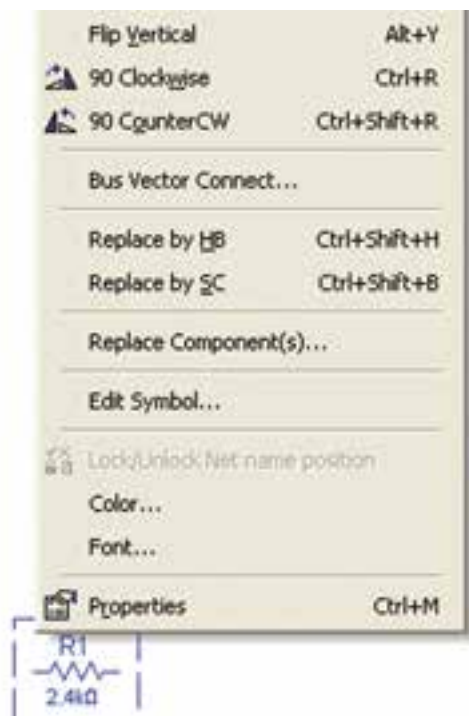 Flip Vertical Alt+Y
90 Clockwise Ctrl+R
90 CounterCW Ctrl+Shift+R
Bus Vector Connect...
Replace by HB Ctrl+Shift+H
Replace by SC Ctrl+Shift+B
Replace Component(s)...
Edit Symbol...
Lock/Unlock Net name position
Color...
Font...
Properties Ctrl+M
R1
2.4kΩ